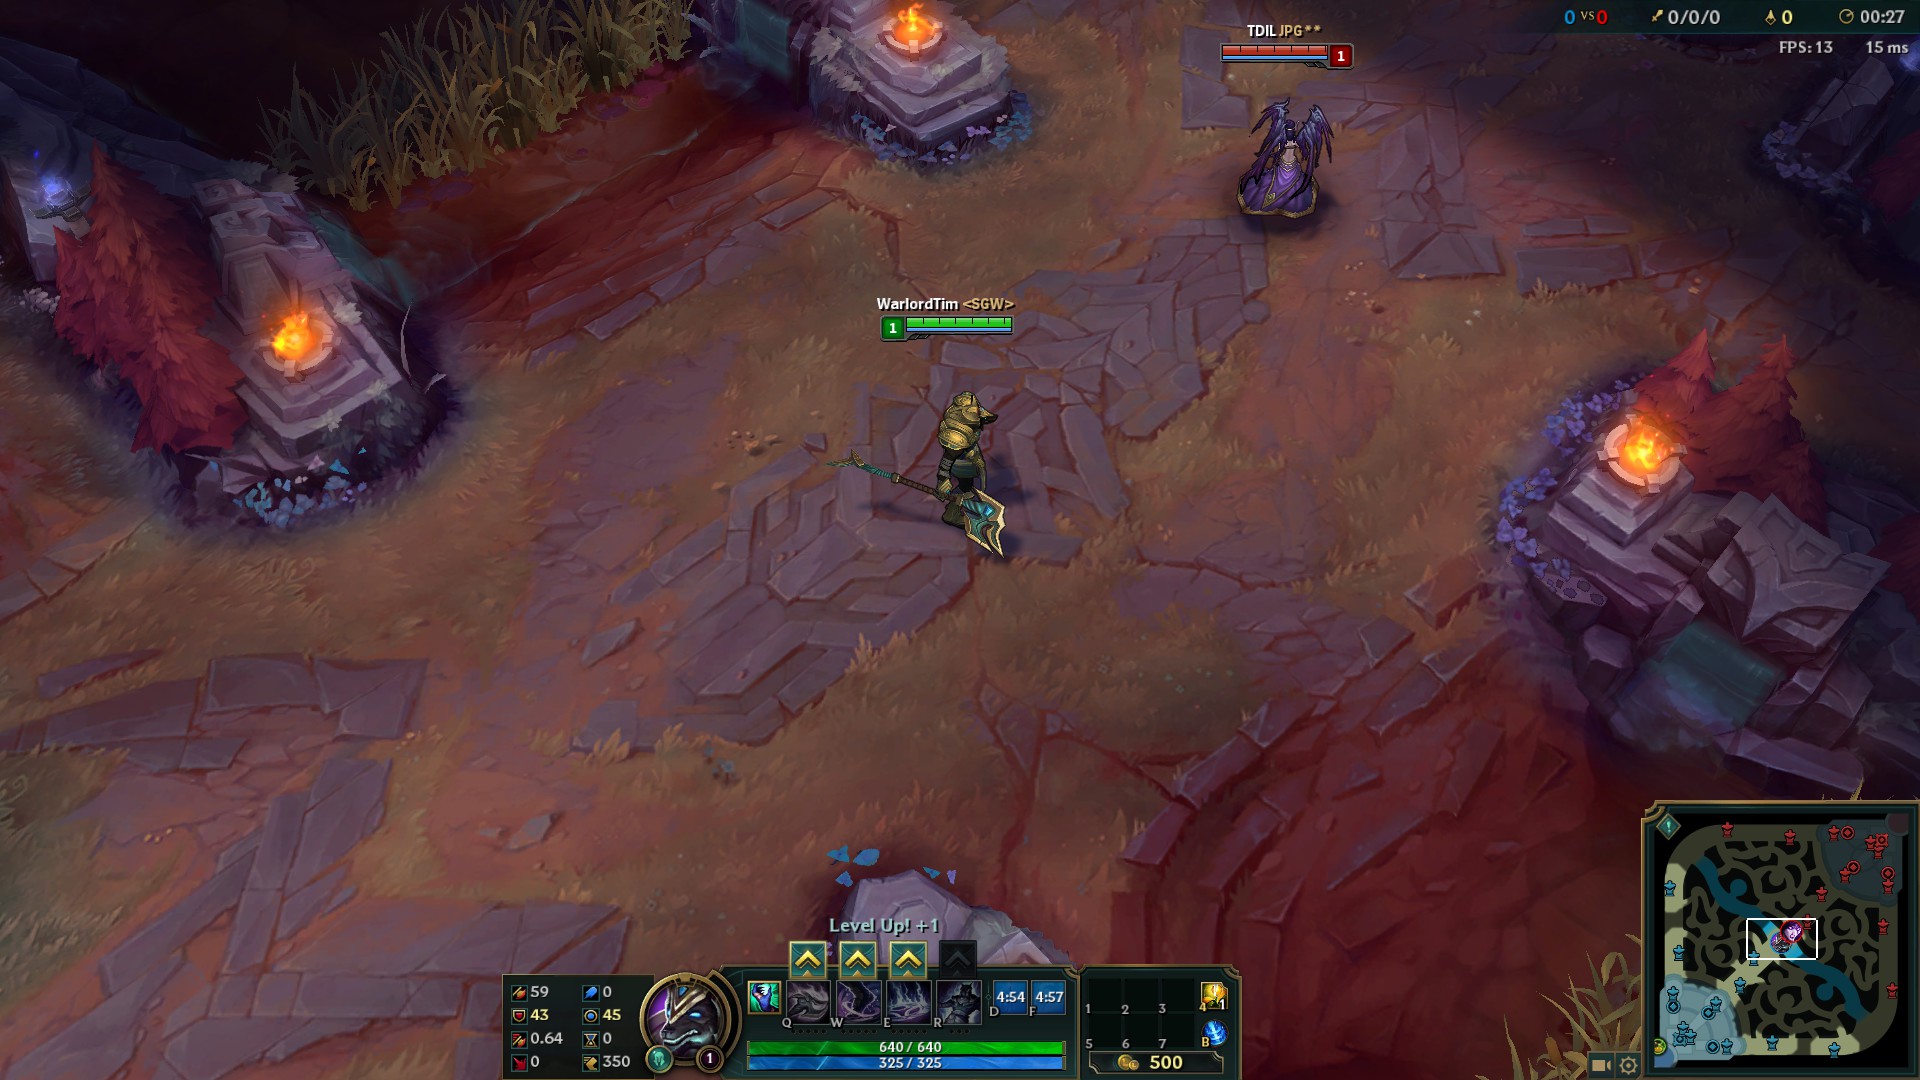 0 VS 0 0/0/0 0 00:27
FPS: 13 15 ms
TDIL JPG**
1
WarlordTim <SGW>
1
Level Up! +1
59 0
43 45
0.64 0
0 350
1
Q W E R D F
4:54 4:57
640 / 640
325 / 325
1 2 3 4 1
5 6 7 B
500